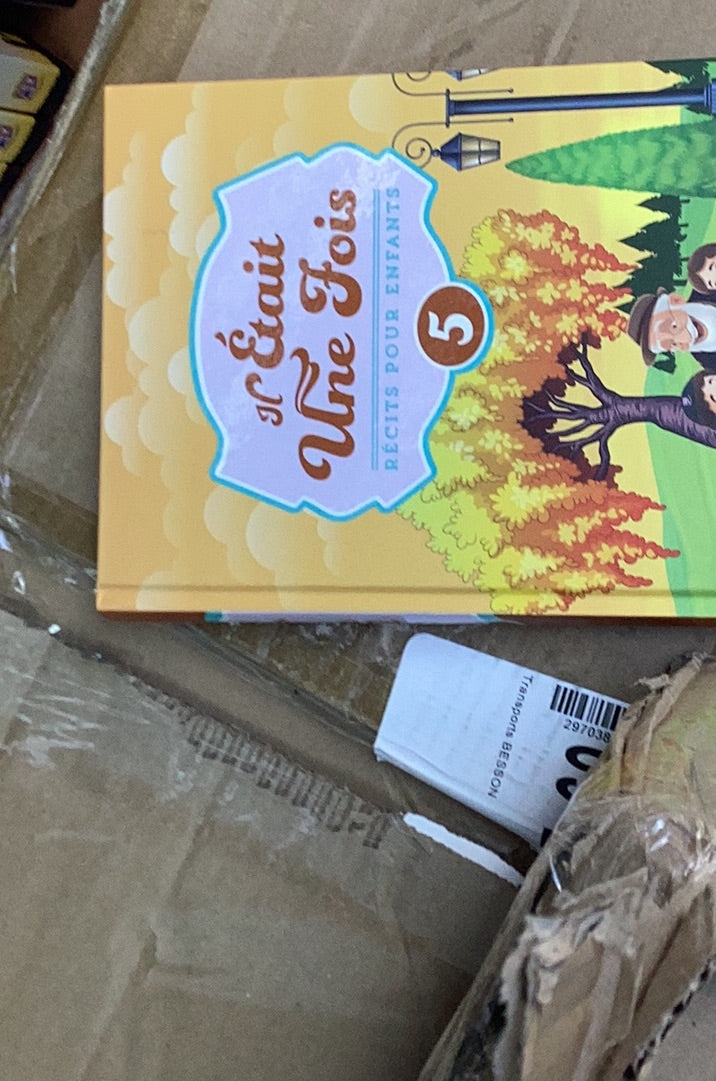 Il Était
Une Fois
RÉCITS POUR ENFANTS
5
Transports BESSON
297038